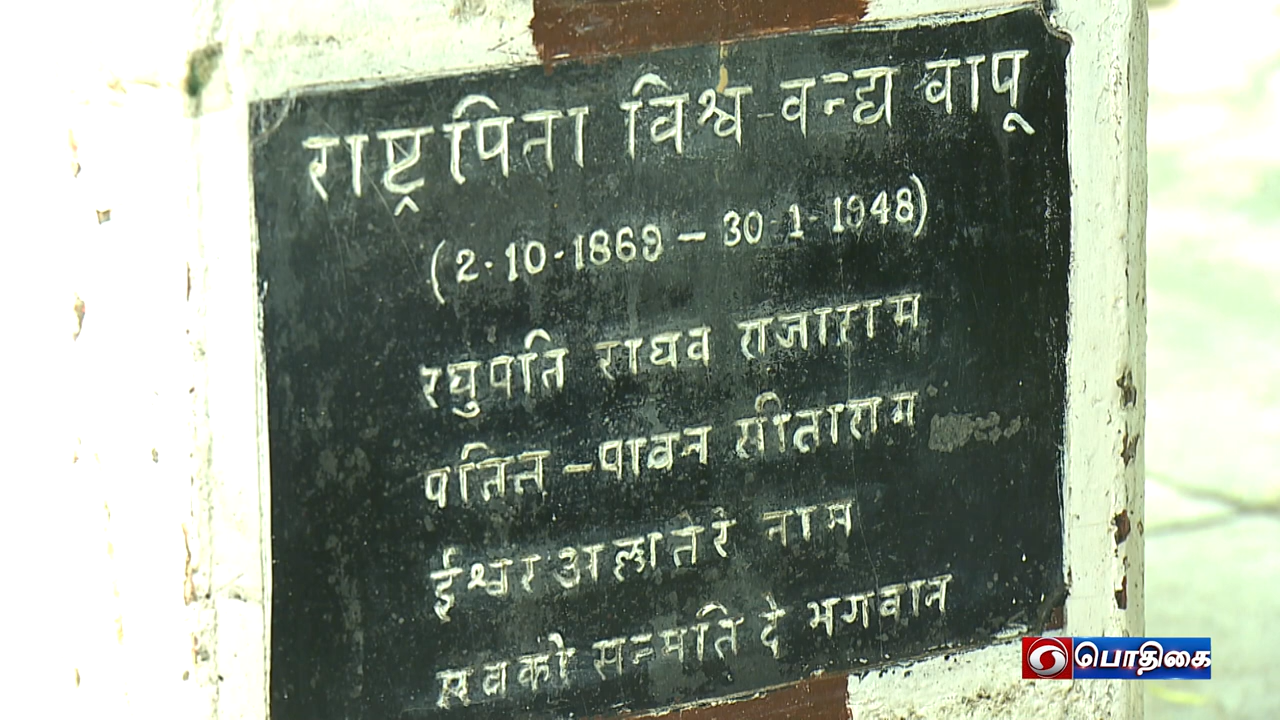 राष्ट्रपिता विश्व-वन्द्य बापू
(2-10-1869 - 30-1-1948)
रघुपति राघव राजाराम
पतित - पावन सीताराम
ईश्वर अल्ला तेरे नाम
सबको सन्मति दे भगवान
பொதிகை